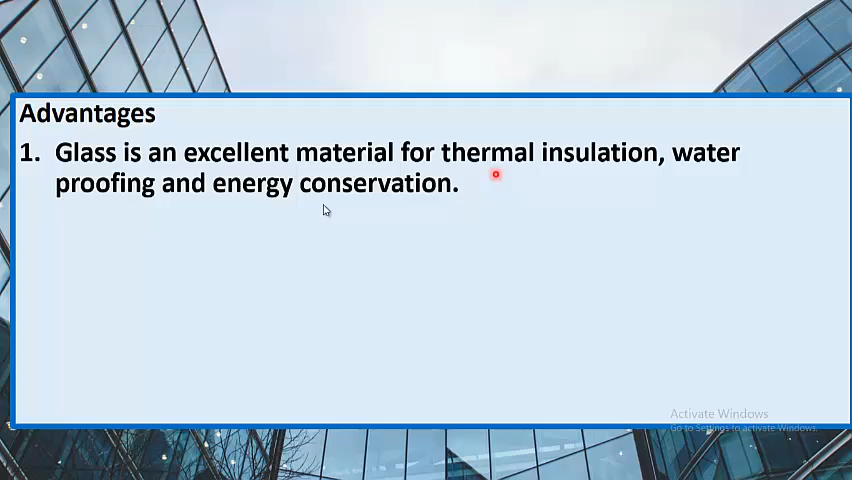 Advantages
1. Glass is an excellent material for thermal insulation, water
proofing and energy conservation.
Activate Windows
Go to Settings to activate Windows.